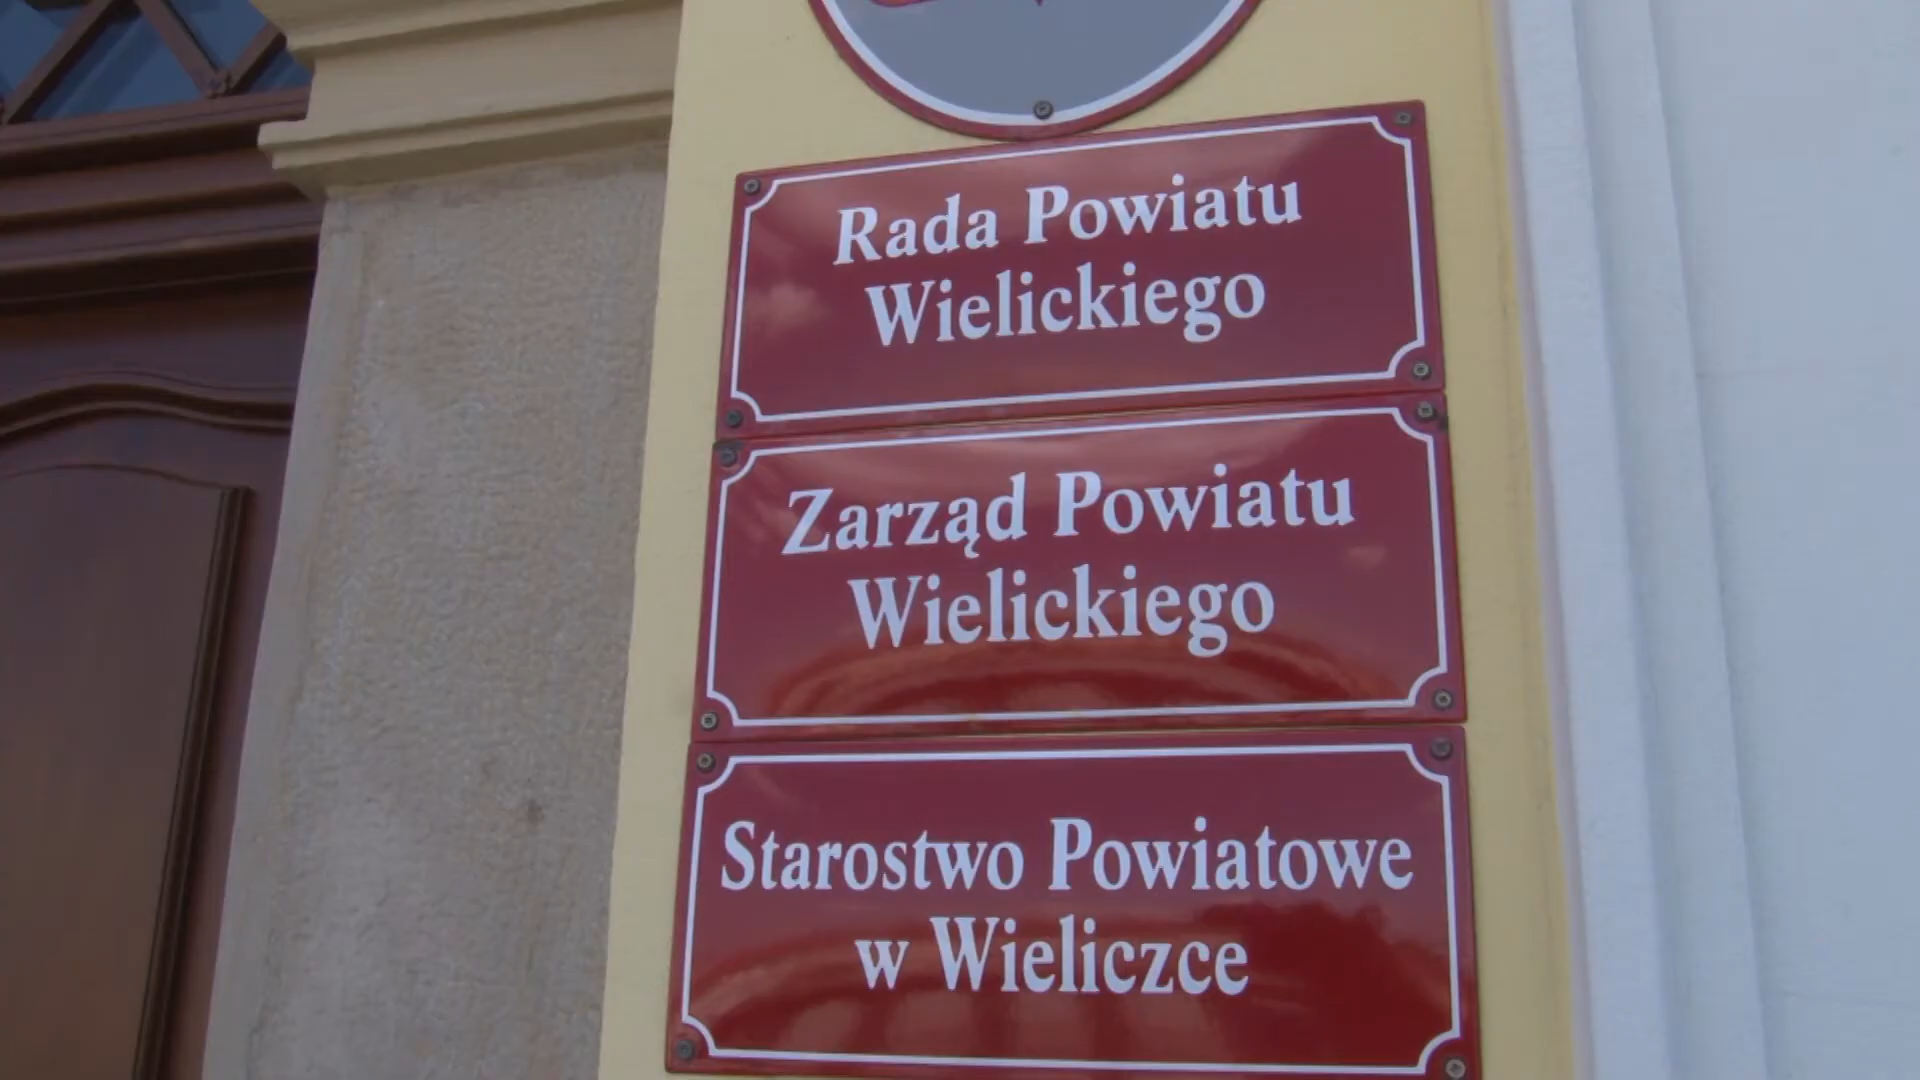 Rada Powiatu
Wielickiego
Zarząd Powiatu
Wielickiego
Starostwo Powiatowe
w Wieliczce